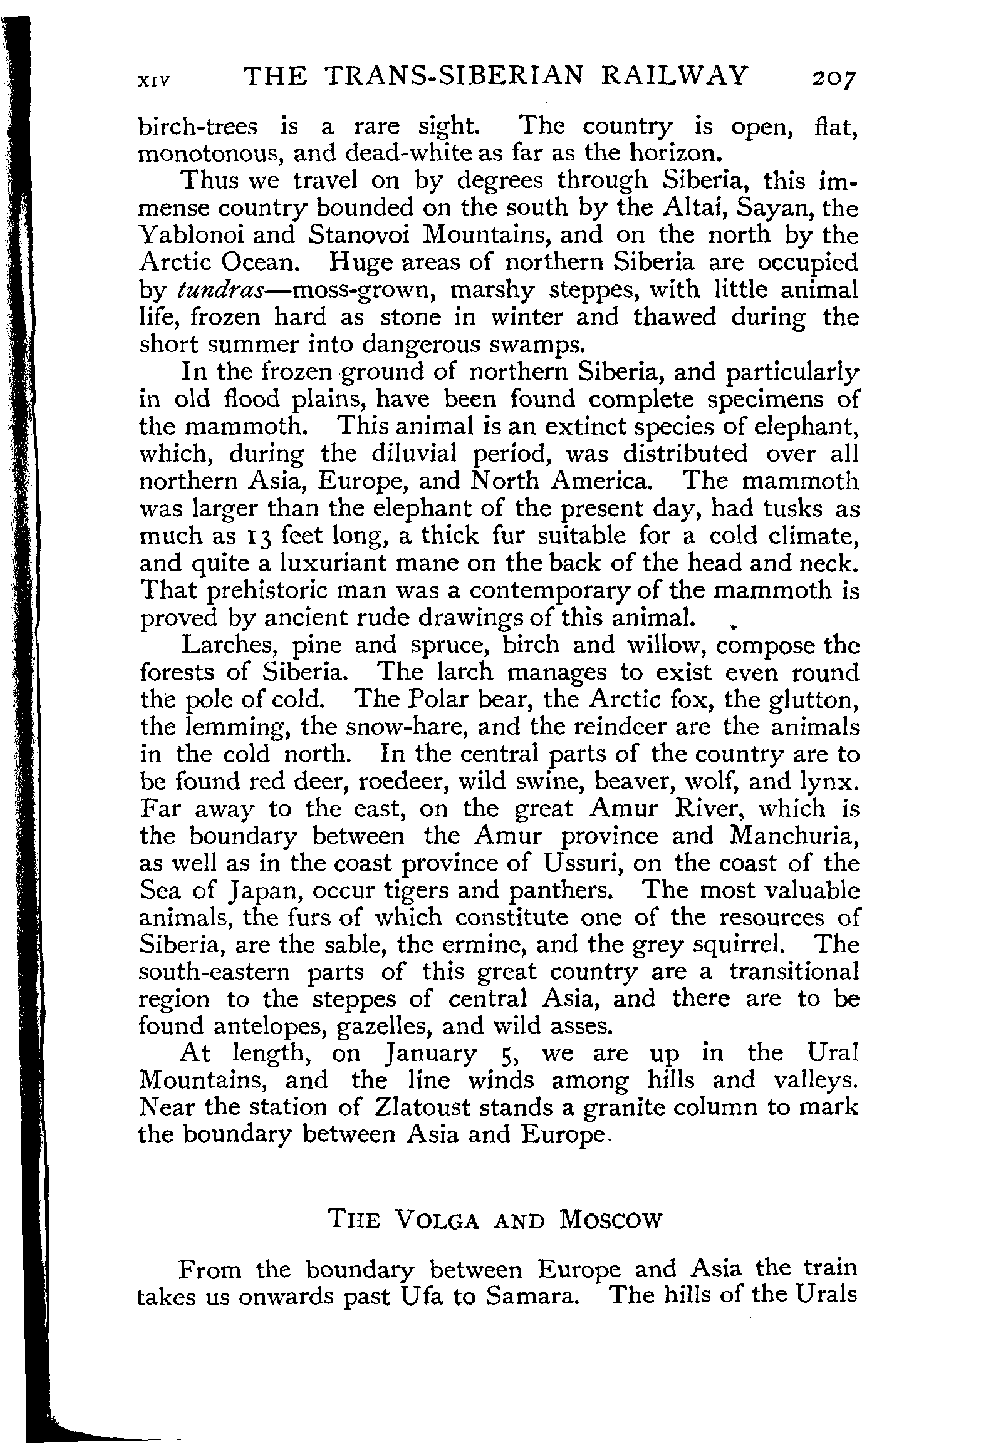 XIV THE TRANS-SIBERIAN RAILWAY 207
birch-trees is a rare sight. The country is open, flat,
monotonous, and dead-white as far as the horizon.
Thus we travel on by degrees through Siberia, this im-
mense country bounded on the south by the Altai, Sayan, the
Yablonoi and Stanovoi Mountains, and on the north by the
Arctic Ocean. Huge areas of northern Siberia are occupied
by tundras—moss-grown, marshy steppes, with little animal
life, frozen hard as stone in winter and thawed during the
short summer into dangerous swamps.
In the frozen ground of northern Siberia, and particularly
in old flood plains, have been found complete specimens of
the mammoth. This animal is an extinct species of elephant,
which, during the diluvial period, was distributed over all
northern Asia, Europe, and North America. The mammoth
was larger than the elephant of the present day, had tusks as
much as 13 feet long, a thick fur suitable for a cold climate,
and quite a luxuriant mane on the back of the head and neck.
That prehistoric man was a contemporary of the mammoth is
proved by ancient rude drawings of this animal.
Larches, pine and spruce, birch and willow, compose the
forests of Siberia. The larch manages to exist even round
the pole of cold. The Polar bear, the Arctic fox, the glutton,
the lemming, the snow-hare, and the reindeer are the animals
in the cold north. In the central parts of the country are to
be found red deer, roedeer, wild swine, beaver, wolf, and lynx.
Far away to the east, on the great Amur River, which is
the boundary between the Amur province and Manchuria,
as well as in the coast province of Ussuri, on the coast of the
Sea of Japan, occur tigers and panthers. The most valuable
animals, the furs of which constitute one of the resources of
Siberia, are the sable, the ermine, and the grey squirrel. The
south-eastern parts of this great country are a transitional
region to the steppes of central Asia, and there are to be
found antelopes, gazelles, and wild asses.
At length, on January 5, we are up in the Ural
Mountains, and the line winds among hills and valleys.
Near the station of Zlatoust stands a granite column to mark
the boundary between Asia and Europe.
THE VOLGA AND MOSCOW
From the boundary between Europe and Asia the train
takes us onwards past Ufa to Samara. The hills of the Urals